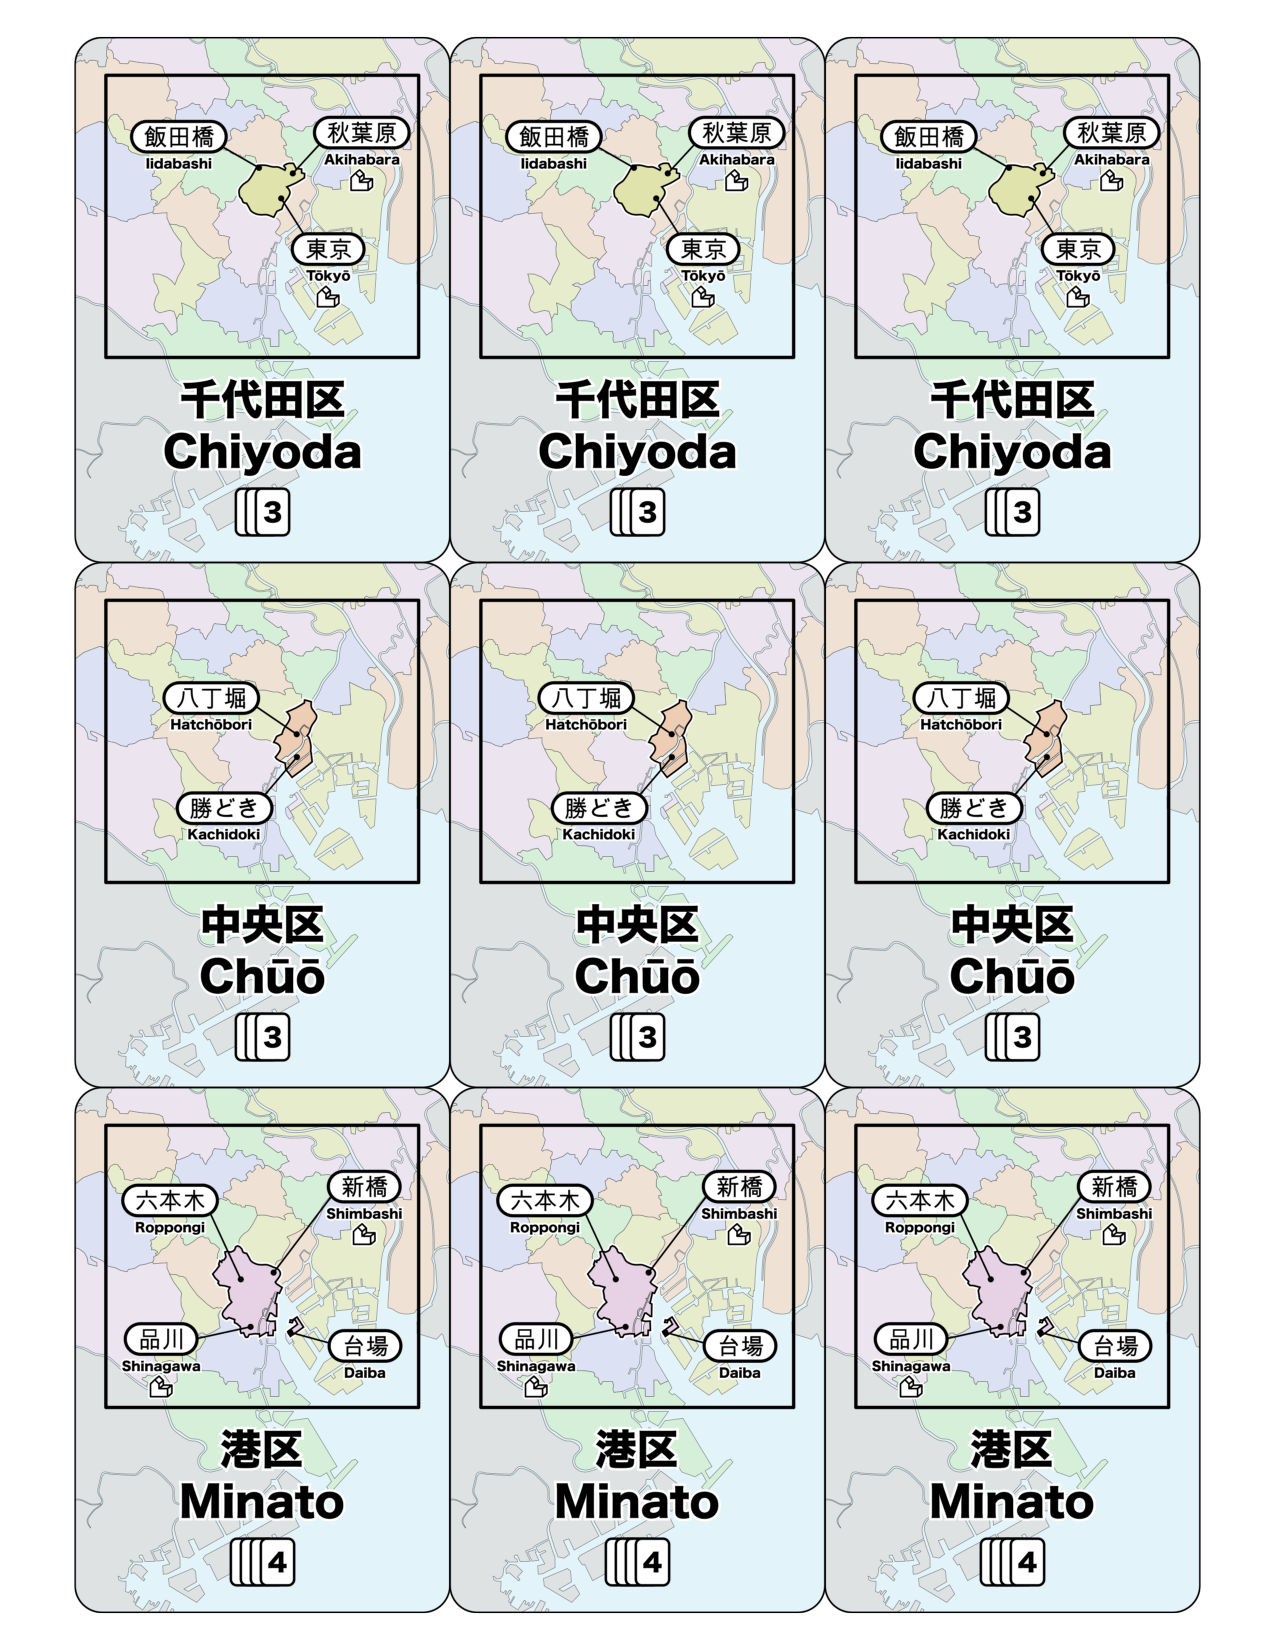 飯田橋
Iidabashi
秋葉原
Akihabara
東京
Tōkyō
千代田区
Chiyoda
3
飯田橋
Iidabashi
秋葉原
Akihabara
東京
Tōkyō
千代田区
Chiyoda
3
飯田橋
Iidabashi
秋葉原
Akihabara
東京
Tōkyō
千代田区
Chiyoda
3
八丁堀
Hatchōbori
勝どき
Kachidoki
中央区
Chūō
3
八丁堀
Hatchōbori
勝どき
Kachidoki
中央区
Chūō
3
八丁堀
Hatchōbori
勝どき
Kachidoki
中央区
Chūō
3
六本木
Roppongi
新橋
Shimbashi
品川
Shinagawa
台場
Daiba
港区
Minato
4
六本木
Roppongi
新橋
Shimbashi
品川
Shinagawa
台場
Daiba
港区
Minato
4
六本木
Roppongi
新橋
Shimbashi
品川
Shinagawa
台場
Daiba
港区
Minato
4